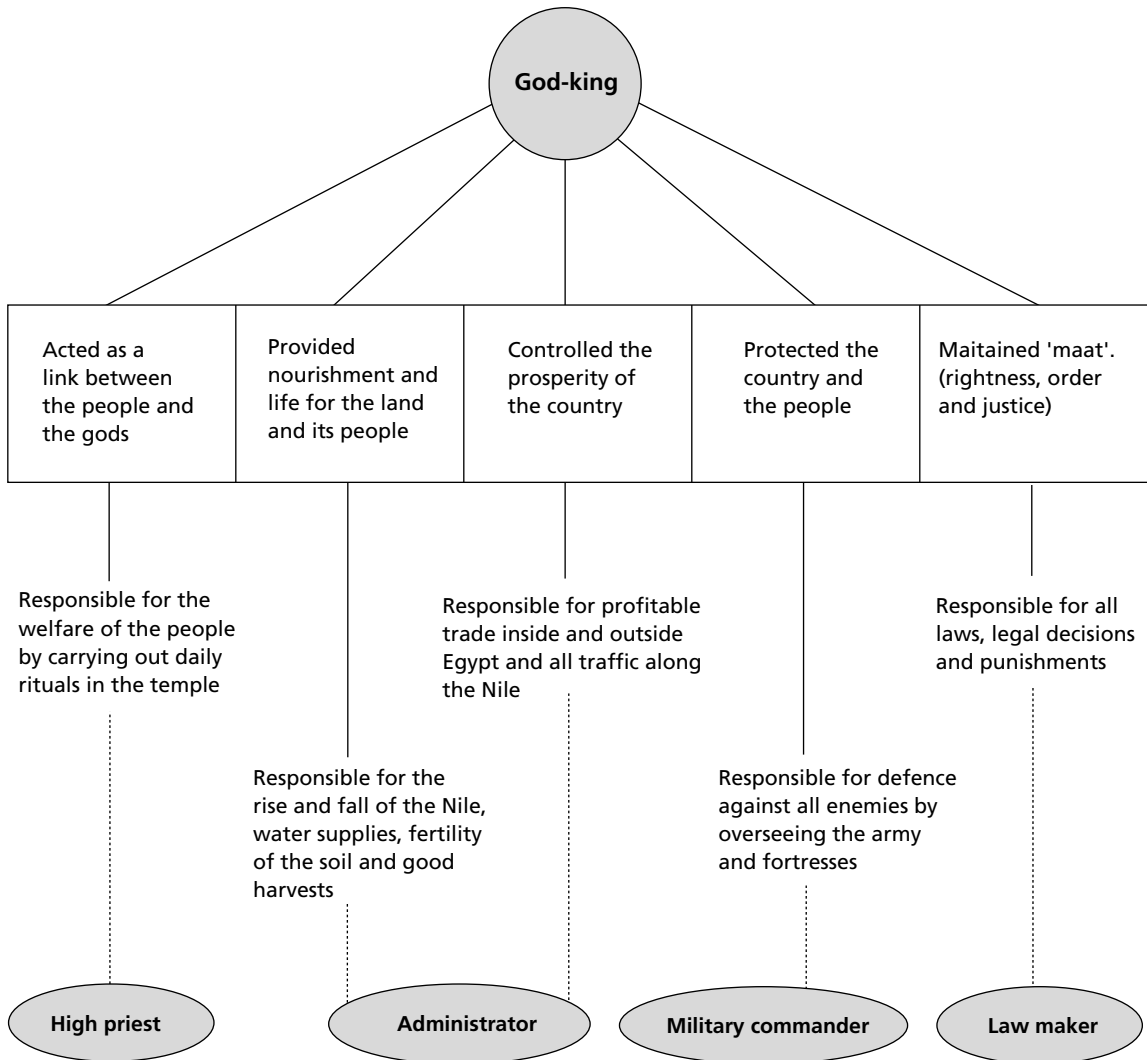 God-king
Acted as a
link between
the people and
the gods
Provided
nourishment and
life for the land
and its people
Controlled the
prosperity of
the country
Protected the
country and
the people
Maitained 'maat'.
(rightness, order
and justice)
Responsible for the
welfare of the people
by carrying out daily
rituals in the temple
Responsible for the
rise and fall of the Nile,
water supplies, fertility
of the soil and good
harvests
Responsible for profitable
trade inside and outside
Egypt and all traffic along
the Nile
Responsible for defence
against all enemies by
overseeing the army
and fortresses
Responsible for all
laws, legal decisions
and punishments
High priest
Administrator
Military commander
Law maker